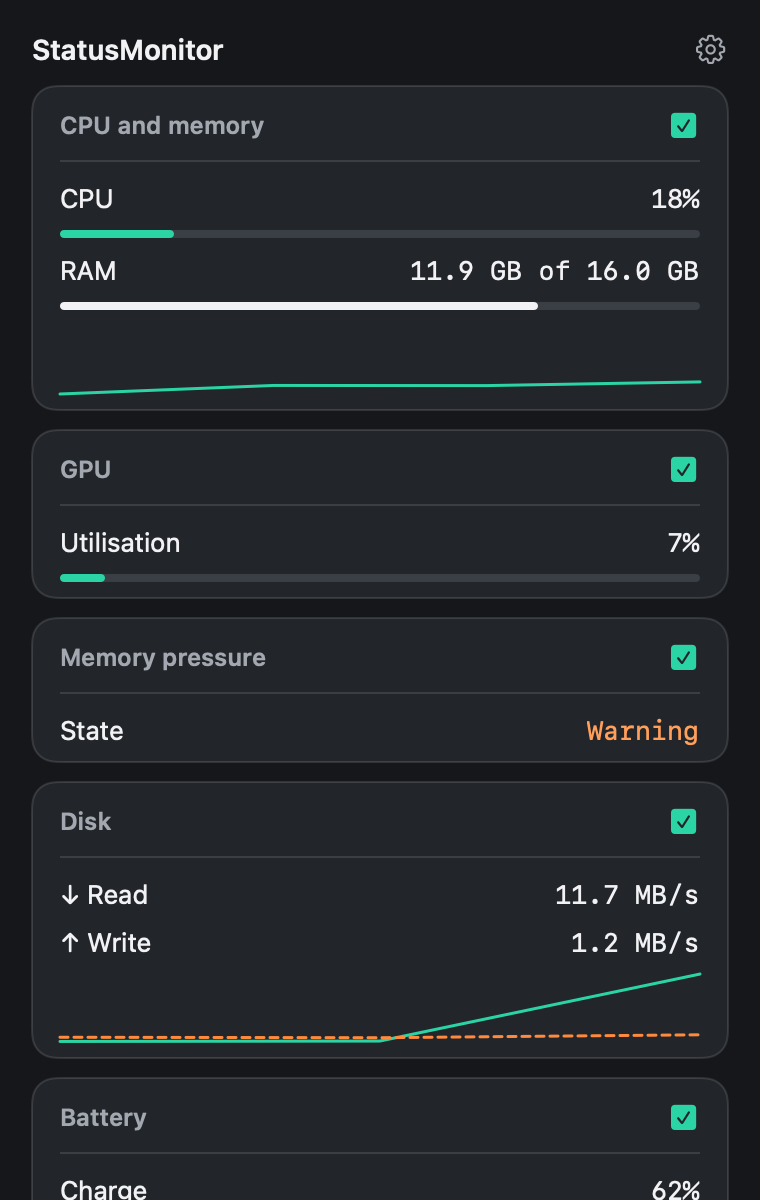 StatusMonitor
CPU and memory
CPU 18%
RAM 11.9 GB of 16.0 GB
GPU
Utilisation 7%
Memory pressure
State Warning
Disk
↓ Read 11.7 MB/s
↑ Write 1.2 MB/s
Battery
Charge 62%